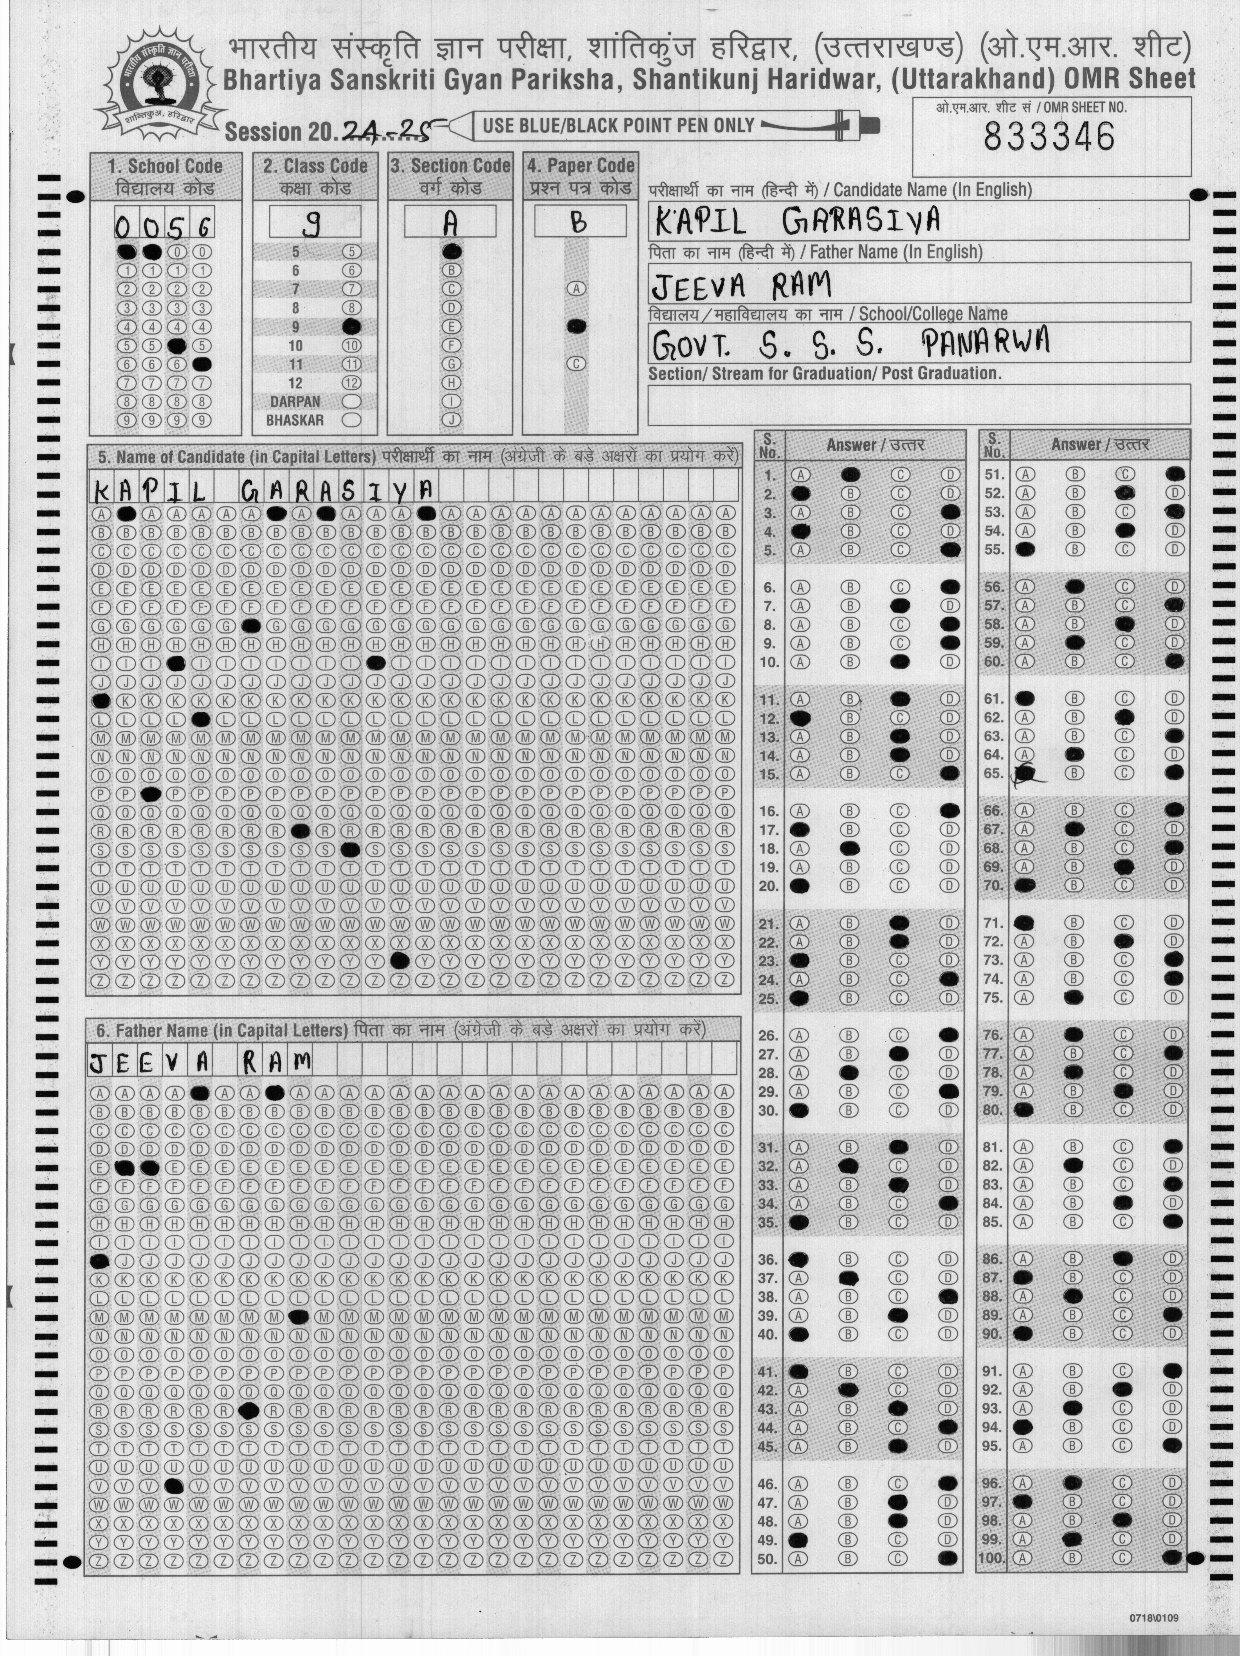 भारतीय संस्कृति ज्ञान परीक्षा, शांतिकुंज हरिद्वार, (उत्तराखण्ड) (ओ.एम.आर. शीट)
Bhartiya Sanskriti Gyan Pariksha, Shantikunj Haridwar, (Uttarakhand) OMR Sheet
Session 20. 24-25 USE BLUE/BLACK POINT PEN ONLY
ओ.एम.आर. शीट सं / OMR SHEET NO.
833346
1. School Code
विद्यालय कोड
0056
2. Class Code
कक्षा कोड
9
5
6
7
8
9
10
11
12
DARPAN
BHASKAR
3. Section Code
वर्ग कोड
A
4. Paper Code
प्रश्न पत्र कोड
B
परीक्षार्थी का नाम (हिन्दी में) / Candidate Name (In English)
KAPIL GARASIYA
पिता का नाम (हिन्दी में) / Father Name (In English)
JEEVA RAM
विद्यालय/महाविद्यालय का नाम / School/College Name
GOVT. S. S. S. PANARWA
Section/ Stream for Graduation/ Post Graduation.
5. Name of Candidate (in Capital Letters) परीक्षार्थी का नाम (अंग्रेजी के बड़े अक्षरों का प्रयोग करें)
KAPIL GARASIYA
6. Father Name (in Capital Letters) पिता का नाम (अंग्रेजी के बड़े अक्षरों का प्रयोग करें)
JEEVA RAM
S. No. Answer / उत्तर
S. No. Answer / उत्तर
0718\0109